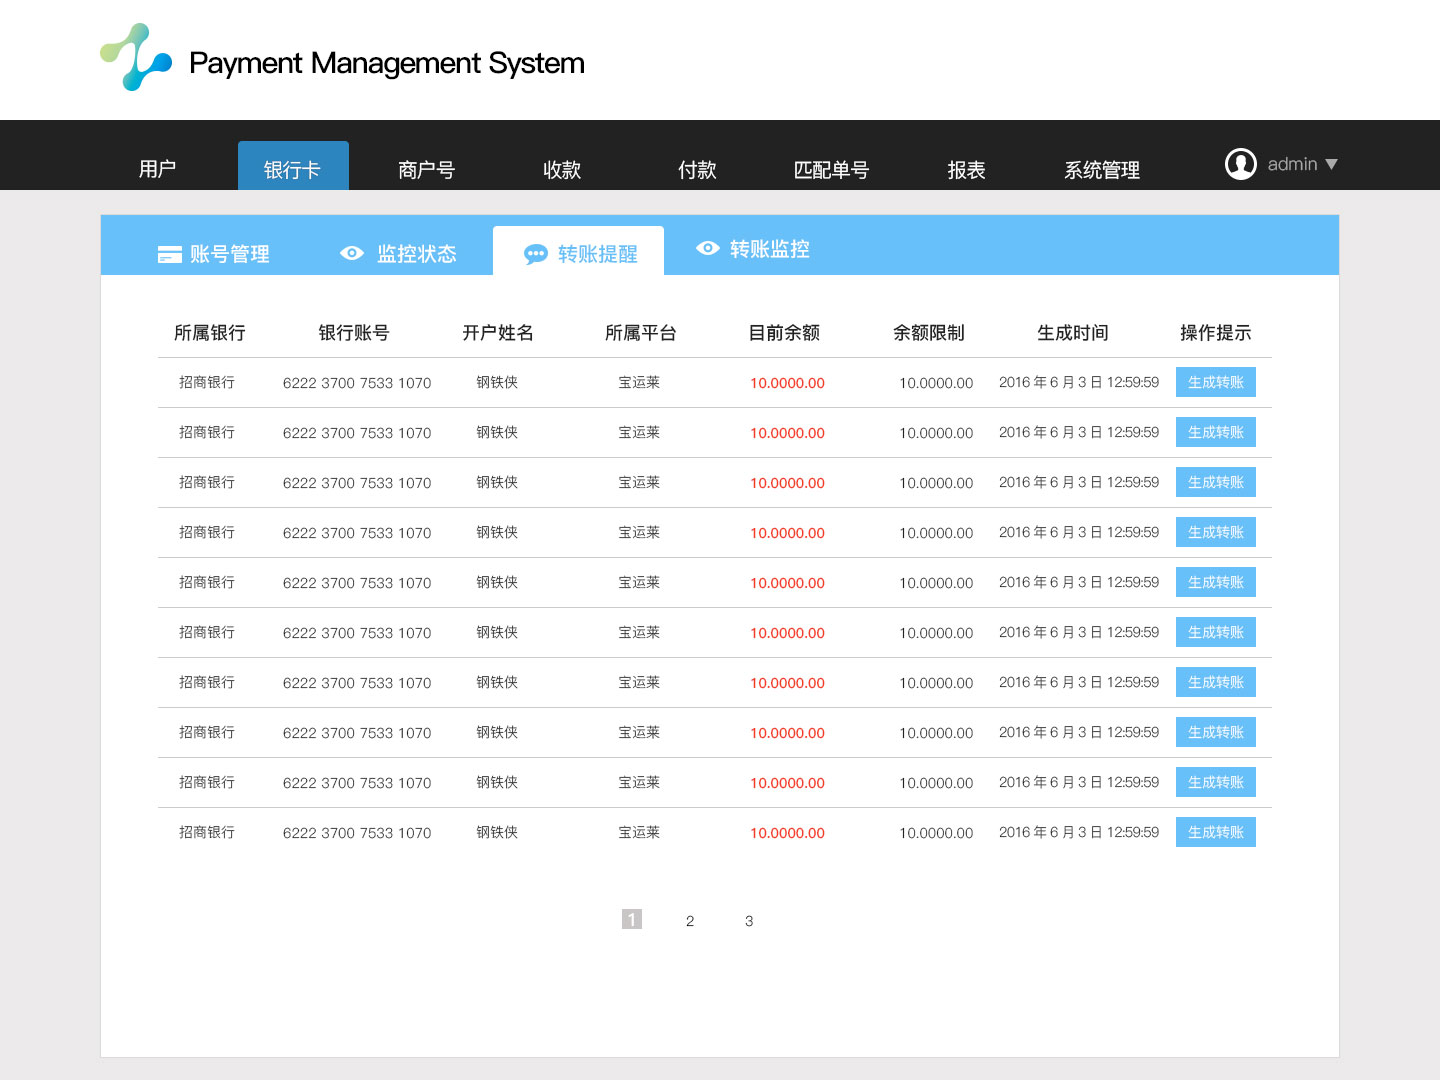 Payment Management System
用户 银行卡 商户号 收款 付款 匹配单号 报表 系统管理 admin
账号管理 监控状态 转账提醒 转账监控
所属银行 银行账号 开户姓名 所属平台 目前余额 余额限制 生成时间 操作提示
招商银行 6222 3700 7533 1070 钢铁侠 宝运莱 10.0000.00 10.0000.00 2016 年 6 月 3 日 12:59:59 生成转账
招商银行 6222 3700 7533 1070 钢铁侠 宝运莱 10.0000.00 10.0000.00 2016 年 6 月 3 日 12:59:59 生成转账
招商银行 6222 3700 7533 1070 钢铁侠 宝运莱 10.0000.00 10.0000.00 2016 年 6 月 3 日 12:59:59 生成转账
招商银行 6222 3700 7533 1070 钢铁侠 宝运莱 10.0000.00 10.0000.00 2016 年 6 月 3 日 12:59:59 生成转账
招商银行 6222 3700 7533 1070 钢铁侠 宝运莱 10.0000.00 10.0000.00 2016 年 6 月 3 日 12:59:59 生成转账
招商银行 6222 3700 7533 1070 钢铁侠 宝运莱 10.0000.00 10.0000.00 2016 年 6 月 3 日 12:59:59 生成转账
招商银行 6222 3700 7533 1070 钢铁侠 宝运莱 10.0000.00 10.0000.00 2016 年 6 月 3 日 12:59:59 生成转账
招商银行 6222 3700 7533 1070 钢铁侠 宝运莱 10.0000.00 10.0000.00 2016 年 6 月 3 日 12:59:59 生成转账
招商银行 6222 3700 7533 1070 钢铁侠 宝运莱 10.0000.00 10.0000.00 2016 年 6 月 3 日 12:59:59 生成转账
招商银行 6222 3700 7533 1070 钢铁侠 宝运莱 10.0000.00 10.0000.00 2016 年 6 月 3 日 12:59:59 生成转账
1 2 3